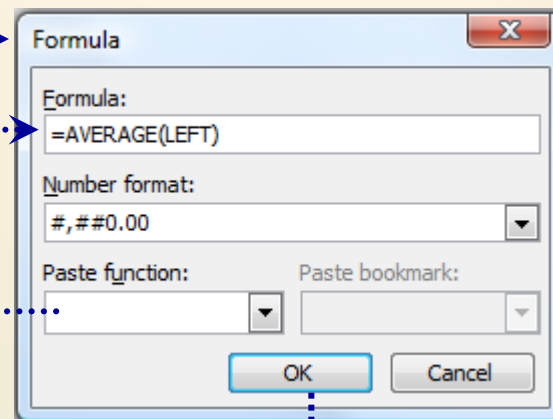 Formula
Formula:
=AVERAGE(LEFT)
Number format:
#,##0.00
Paste function: Paste bookmark:
OK Cancel